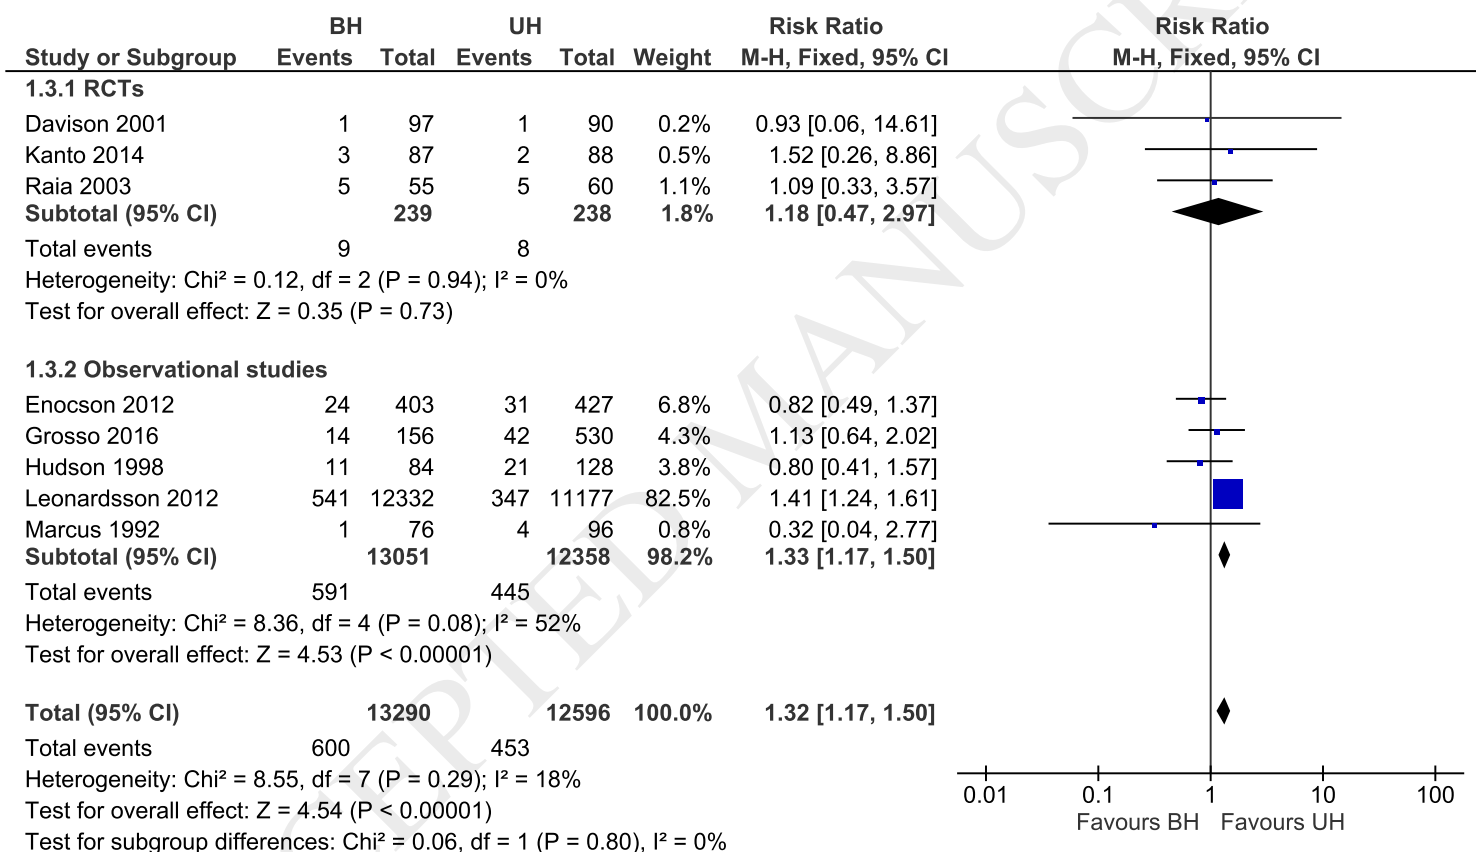 BH UH Risk Ratio Risk Ratio
Study or Subgroup Events Total Events Total Weight M-H, Fixed, 95% CI M-H, Fixed, 95% CI
1.3.1 RCTs
Davison 2001 1 97 1 90 0.2% 0.93 [0.06, 14.61]
Kanto 2014 3 87 2 88 0.5% 1.52 [0.26, 8.86]
Raia 2003 5 55 5 60 1.1% 1.09 [0.33, 3.57]
Subtotal (95% CI) 239 238 1.8% 1.18 [0.47, 2.97]
Total events 9 8
Heterogeneity: Chi² = 0.12, df = 2 (P = 0.94); I² = 0%
Test for overall effect: Z = 0.35 (P = 0.73)
1.3.2 Observational studies
Enocson 2012 24 403 31 427 6.8% 0.82 [0.49, 1.37]
Grosso 2016 14 156 42 530 4.3% 1.13 [0.64, 2.02]
Hudson 1998 11 84 21 128 3.8% 0.80 [0.41, 1.57]
Leonardsson 2012 541 12332 347 11177 82.5% 1.41 [1.24, 1.61]
Marcus 1992 1 76 4 96 0.8% 0.32 [0.04, 2.77]
Subtotal (95% CI) 13051 12358 98.2% 1.33 [1.17, 1.50]
Total events 591 445
Heterogeneity: Chi² = 8.36, df = 4 (P = 0.08); I² = 52%
Test for overall effect: Z = 4.53 (P < 0.00001)
Total (95% CI) 13290 12596 100.0% 1.32 [1.17, 1.50]
Total events 600 453
Heterogeneity: Chi² = 8.55, df = 7 (P = 0.29); I² = 18%
Test for overall effect: Z = 4.54 (P < 0.00001)
Test for subgroup differences: Chi² = 0.06, df = 1 (P = 0.80), I² = 0%
0.01 0.1 1 10 100
Favours BH Favours UH
CEPTED MANUSCRI